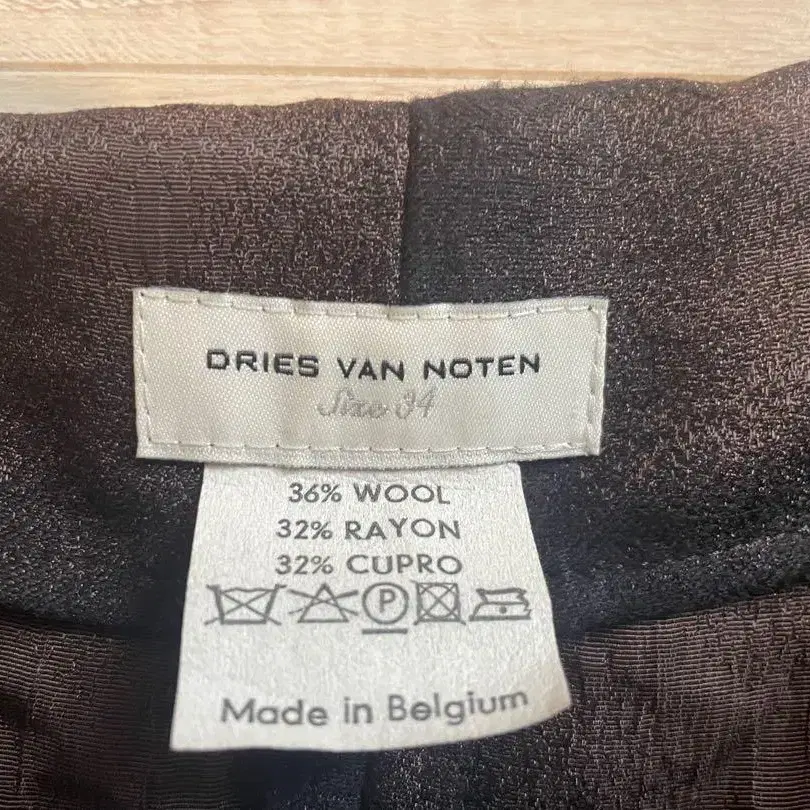 DRIES VAN NOTEN
Size 34
36% WOOL
32% RAYON
32% CUPRO
P
Made in Belgium